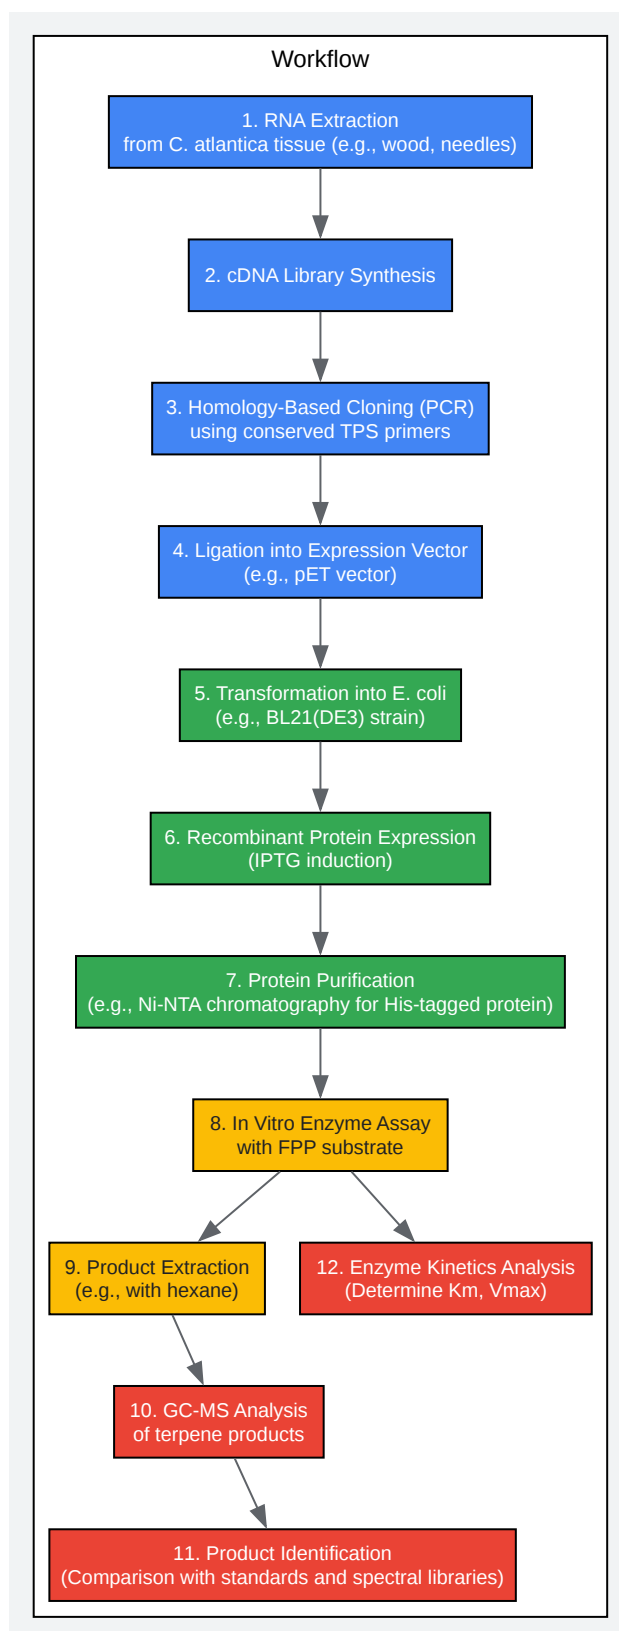 Workflow
1. RNA Extraction
from C. atlantica tissue (e.g., wood, needles)
2. cDNA Library Synthesis
3. Homology-Based Cloning (PCR)
using conserved TPS primers
4. Ligation into Expression Vector
(e.g., pET vector)
5. Transformation into E. coli
(e.g., BL21(DE3) strain)
6. Recombinant Protein Expression
(IPTG induction)
7. Protein Purification
(e.g., Ni-NTA chromatography for His-tagged protein)
8. In Vitro Enzyme Assay
with FPP substrate
9. Product Extraction
(e.g., with hexane)
12. Enzyme Kinetics Analysis
(Determine Km, Vmax)
10. GC-MS Analysis
of terpene products
11. Product Identification
(Comparison with standards and spectral libraries)